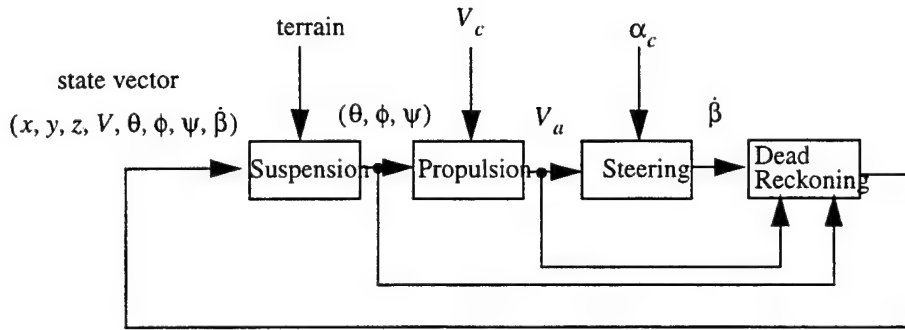 terrain
V_c
α_c
state vector
(x, y, z, V, θ, φ, ψ, β̇)
(θ, φ, ψ)
V_a
β̇
Suspension
Propulsion
Steering
Dead
Reckoning